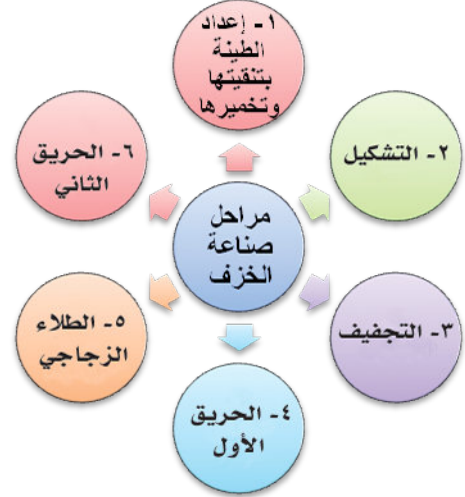 ١- إعداد
الطينة
بتنقيتها
وتخميرها
٢- التشكيل
٣- التجفيف
٤- الحريق
الأول
٥- الطلاء
الزجاجي
٦- الحريق
الثاني
مراحل
صناعة
الخزف